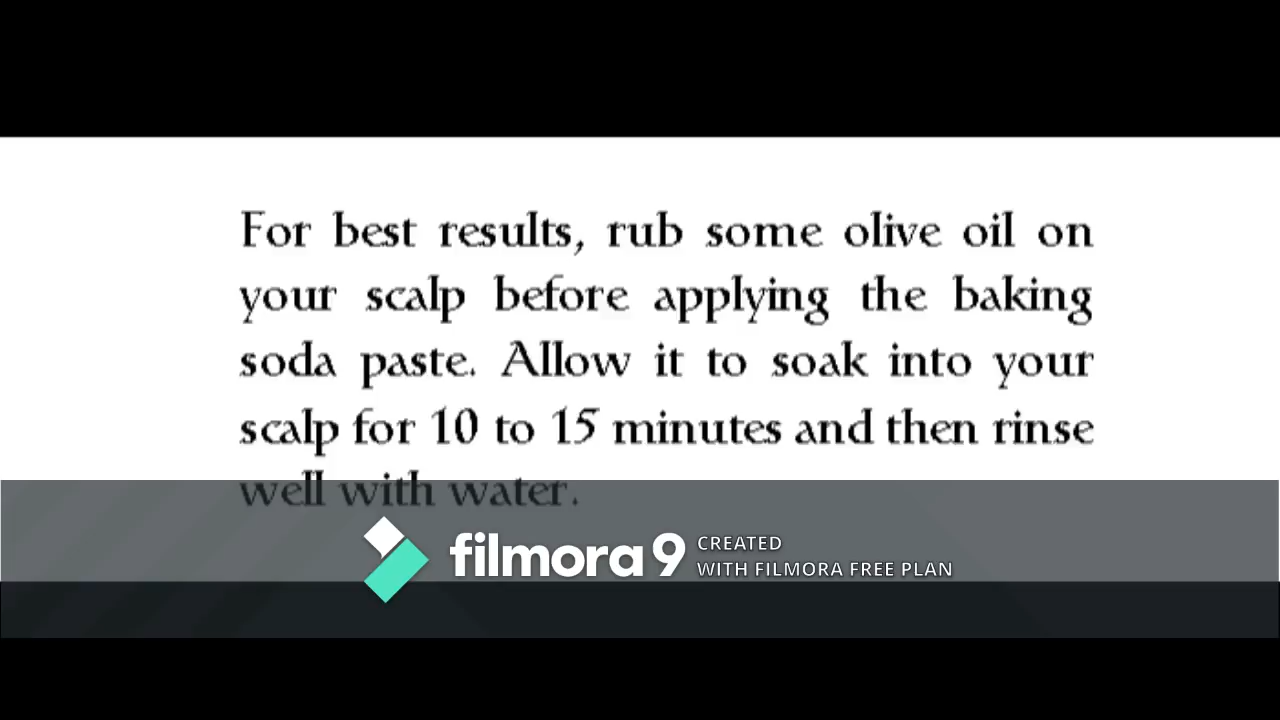 For best results, rub some olive oil on
your scalp before applying the baking
soda paste. Allow it to soak into your
scalp for 10 to 15 minutes and then rinse
well with water.
filmora9 CREATED
WITH FILMORA FREE PLAN